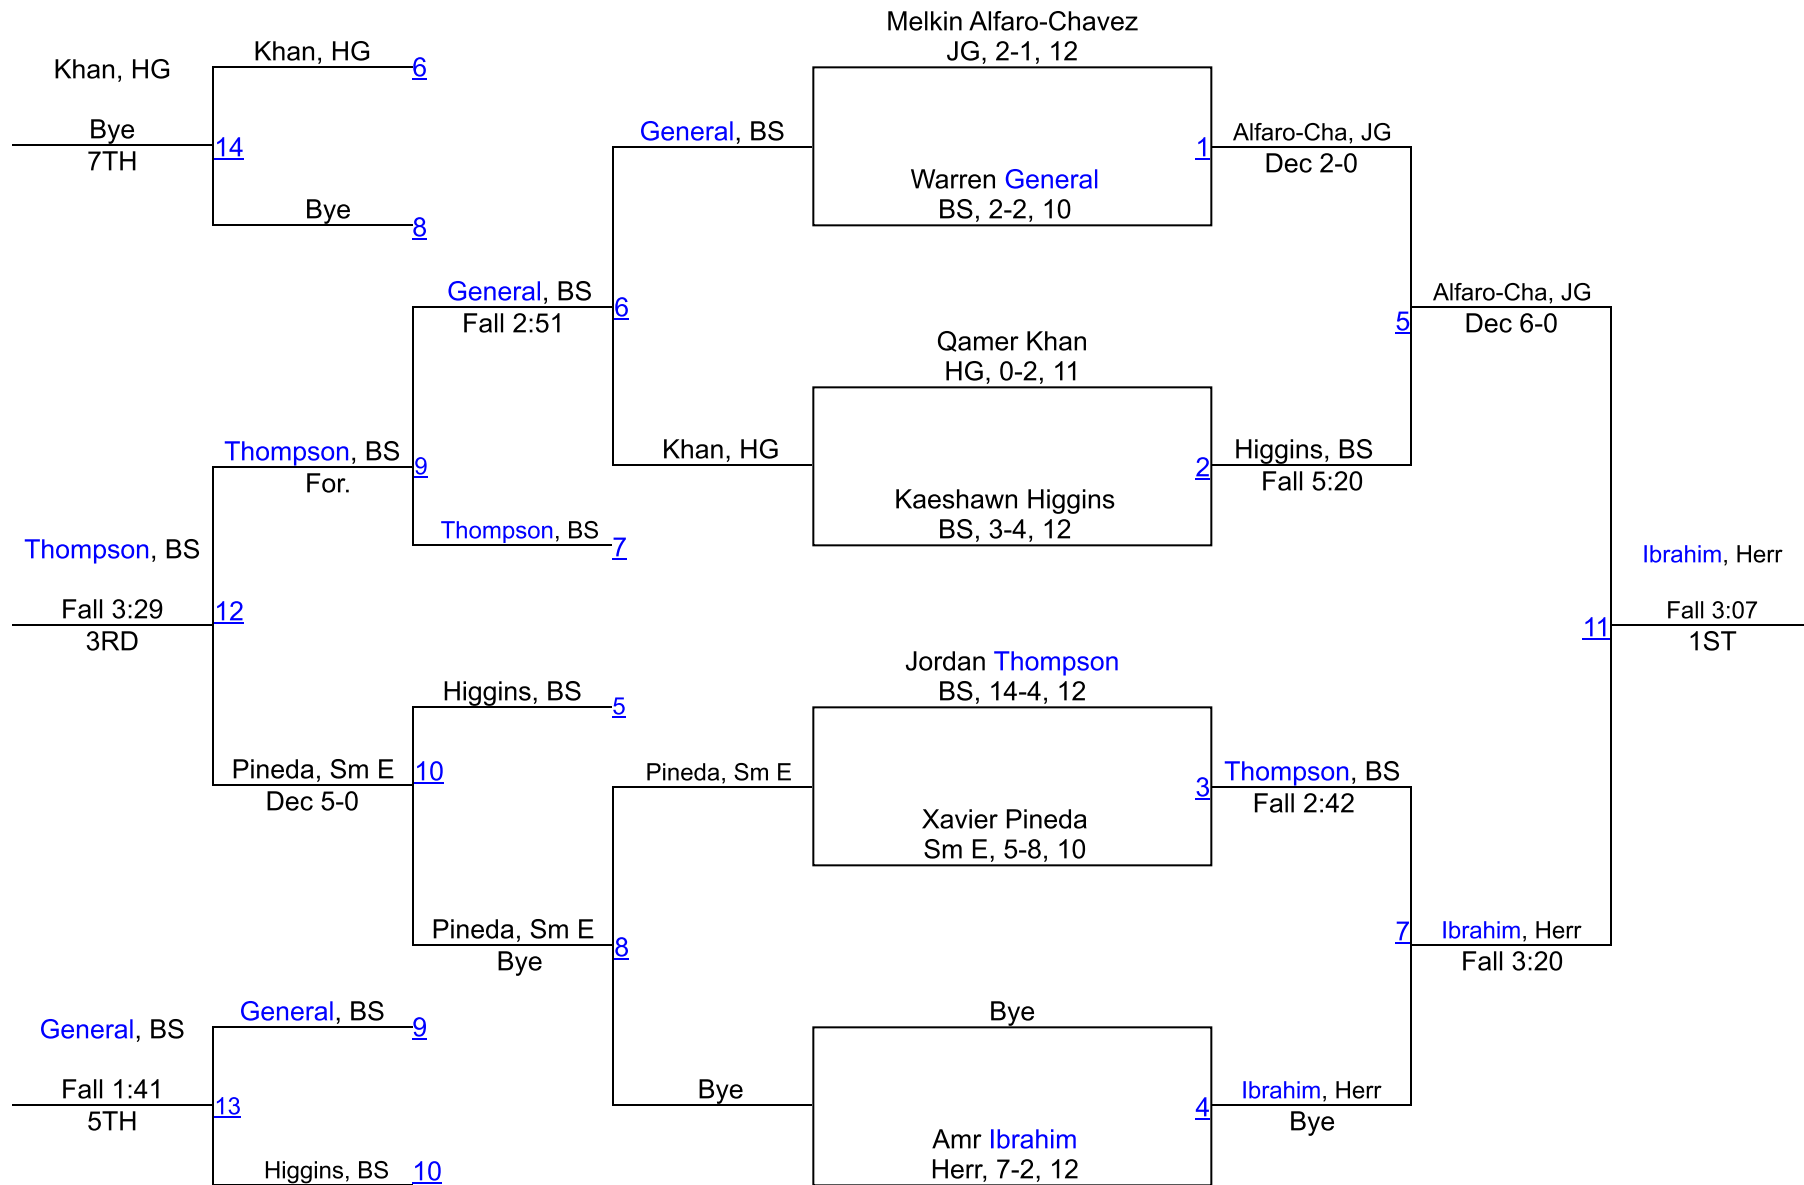 Melkin Alfaro-Chavez
JG, 2-1, 12
Khan, HG
Khan, HG
6
Bye
7TH
14
General, BS
1
Alfaro-Cha, JG
Dec 2-0
Warren General
BS, 2-2, 10
Bye
8
General, BS
Fall 2:51
6
Alfaro-Cha, JG
Dec 6-0
5
Qamer Khan
HG, 0-2, 11
Thompson, BS
For.
9
Khan, HG
2
Higgins, BS
Fall 5:20
Kaeshawn Higgins
BS, 3-4, 12
Thompson, BS
7
Thompson, BS
Fall 3:29
3RD
12
Ibrahim, Herr
Fall 3:07
1ST
11
Jordan Thompson
BS, 14-4, 12
Higgins, BS
5
Pineda, Sm E
Dec 5-0
10
Pineda, Sm E
3
Thompson, BS
Fall 2:42
Xavier Pineda
Sm E, 5-8, 10
Pineda, Sm E
Bye
8
7
Ibrahim, Herr
Fall 3:20
General, BS
General, BS
9
Bye
Fall 1:41
5TH
13
Bye
4
Ibrahim, Herr
Bye
Amr Ibrahim
Herr, 7-2, 12
Higgins, BS
10